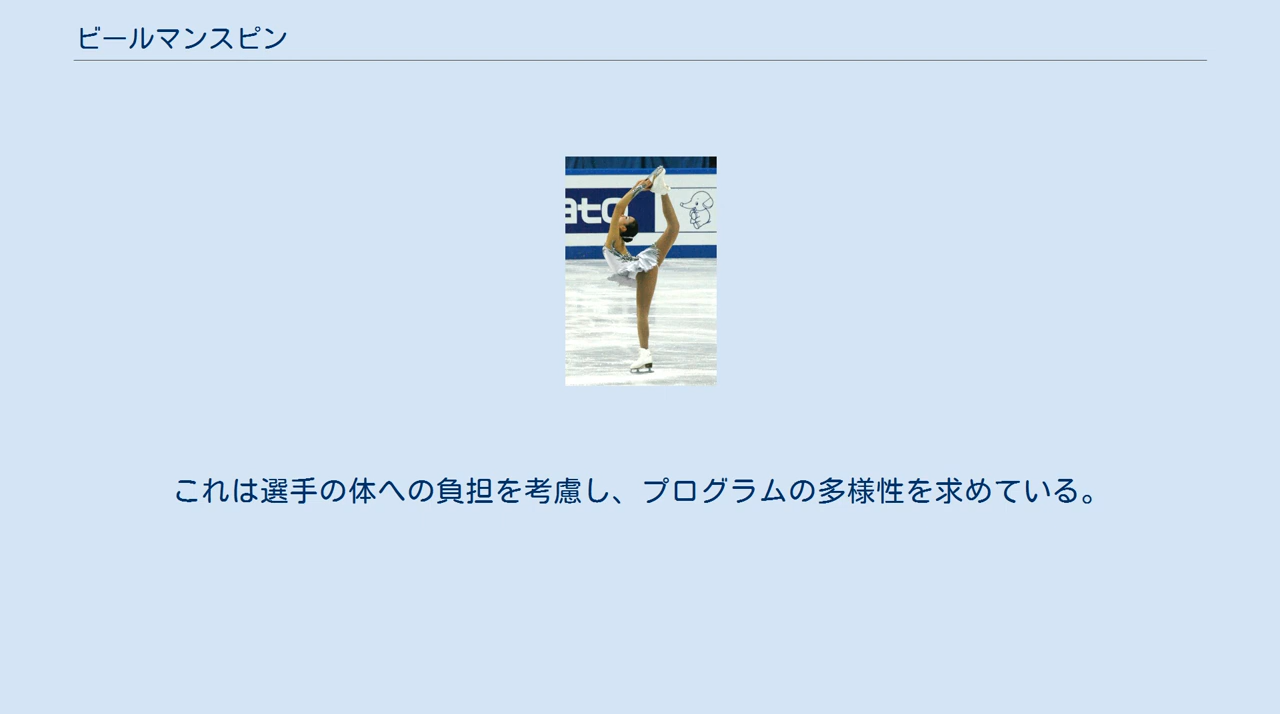 ビールマンスピン
ato
これは選手の体への負担を考慮し、プログラムの多様性を求めている。